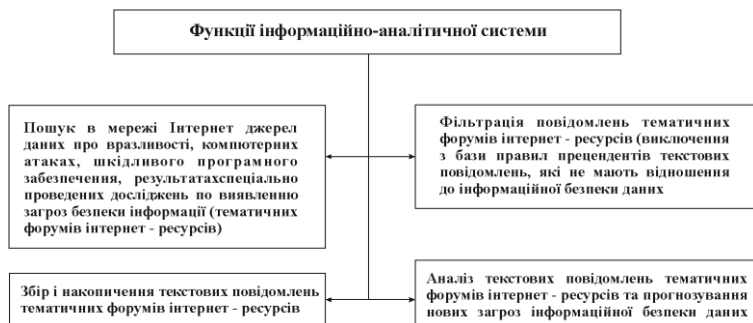 Функції інформаційно-аналітичної системи
Пошук в мережі Інтернет джерел
даних про вразливості, компютерних
атаках, шкідливого програмного
забезпечення, результатахспеціально
проведених досліджень по виявленню
загроз безпеки інформації (тематичних
форумів інтернет - ресурсів)
Фільтрація повідомлень тематичних
форумів інтернет - ресурсів (виключення
з бази правил прецендентів текстових
повідомлень, які не мають відношення
до інформаційної безпеки даних
Збір і накопичення текстових повідомлень
тематичних форумів інтернет - ресурсів
Аналіз текстових повідомлень тематичних
форумів інтернет - ресурсів та прогнозування
нових загроз інформаційної безпеки даних